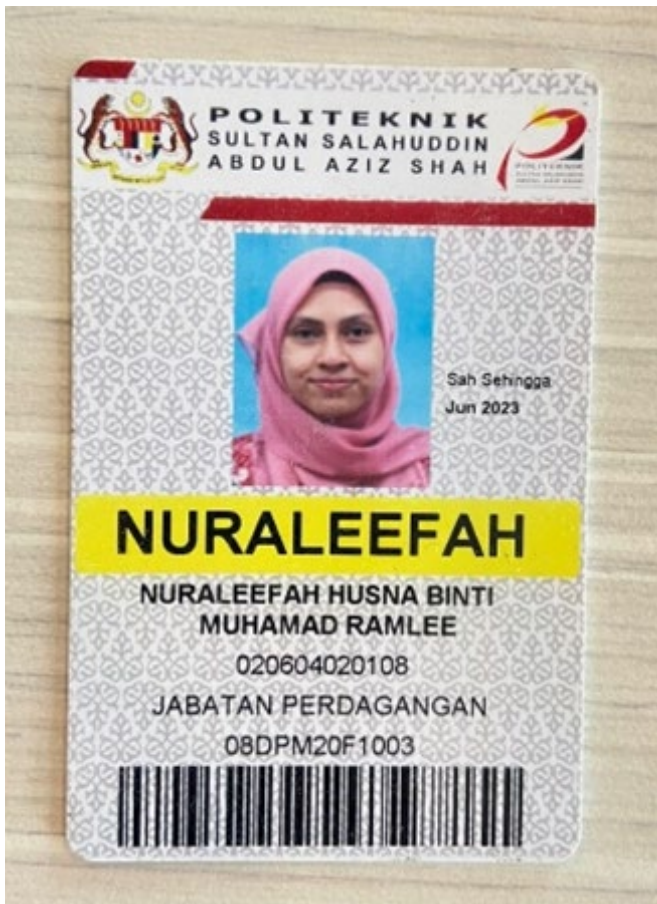 POLITEKNIK
SULTAN SALAHUDDIN
ABDUL AZIZ SHAH
POLITEKNIK
Sah Sehingga
Jun 2023
NURALEEFAH
NURALEEFAH HUSNA BINTI
MUHAMAD RAMLEE
020604020108
JABATAN PERDAGANGAN
08DPM20F1003